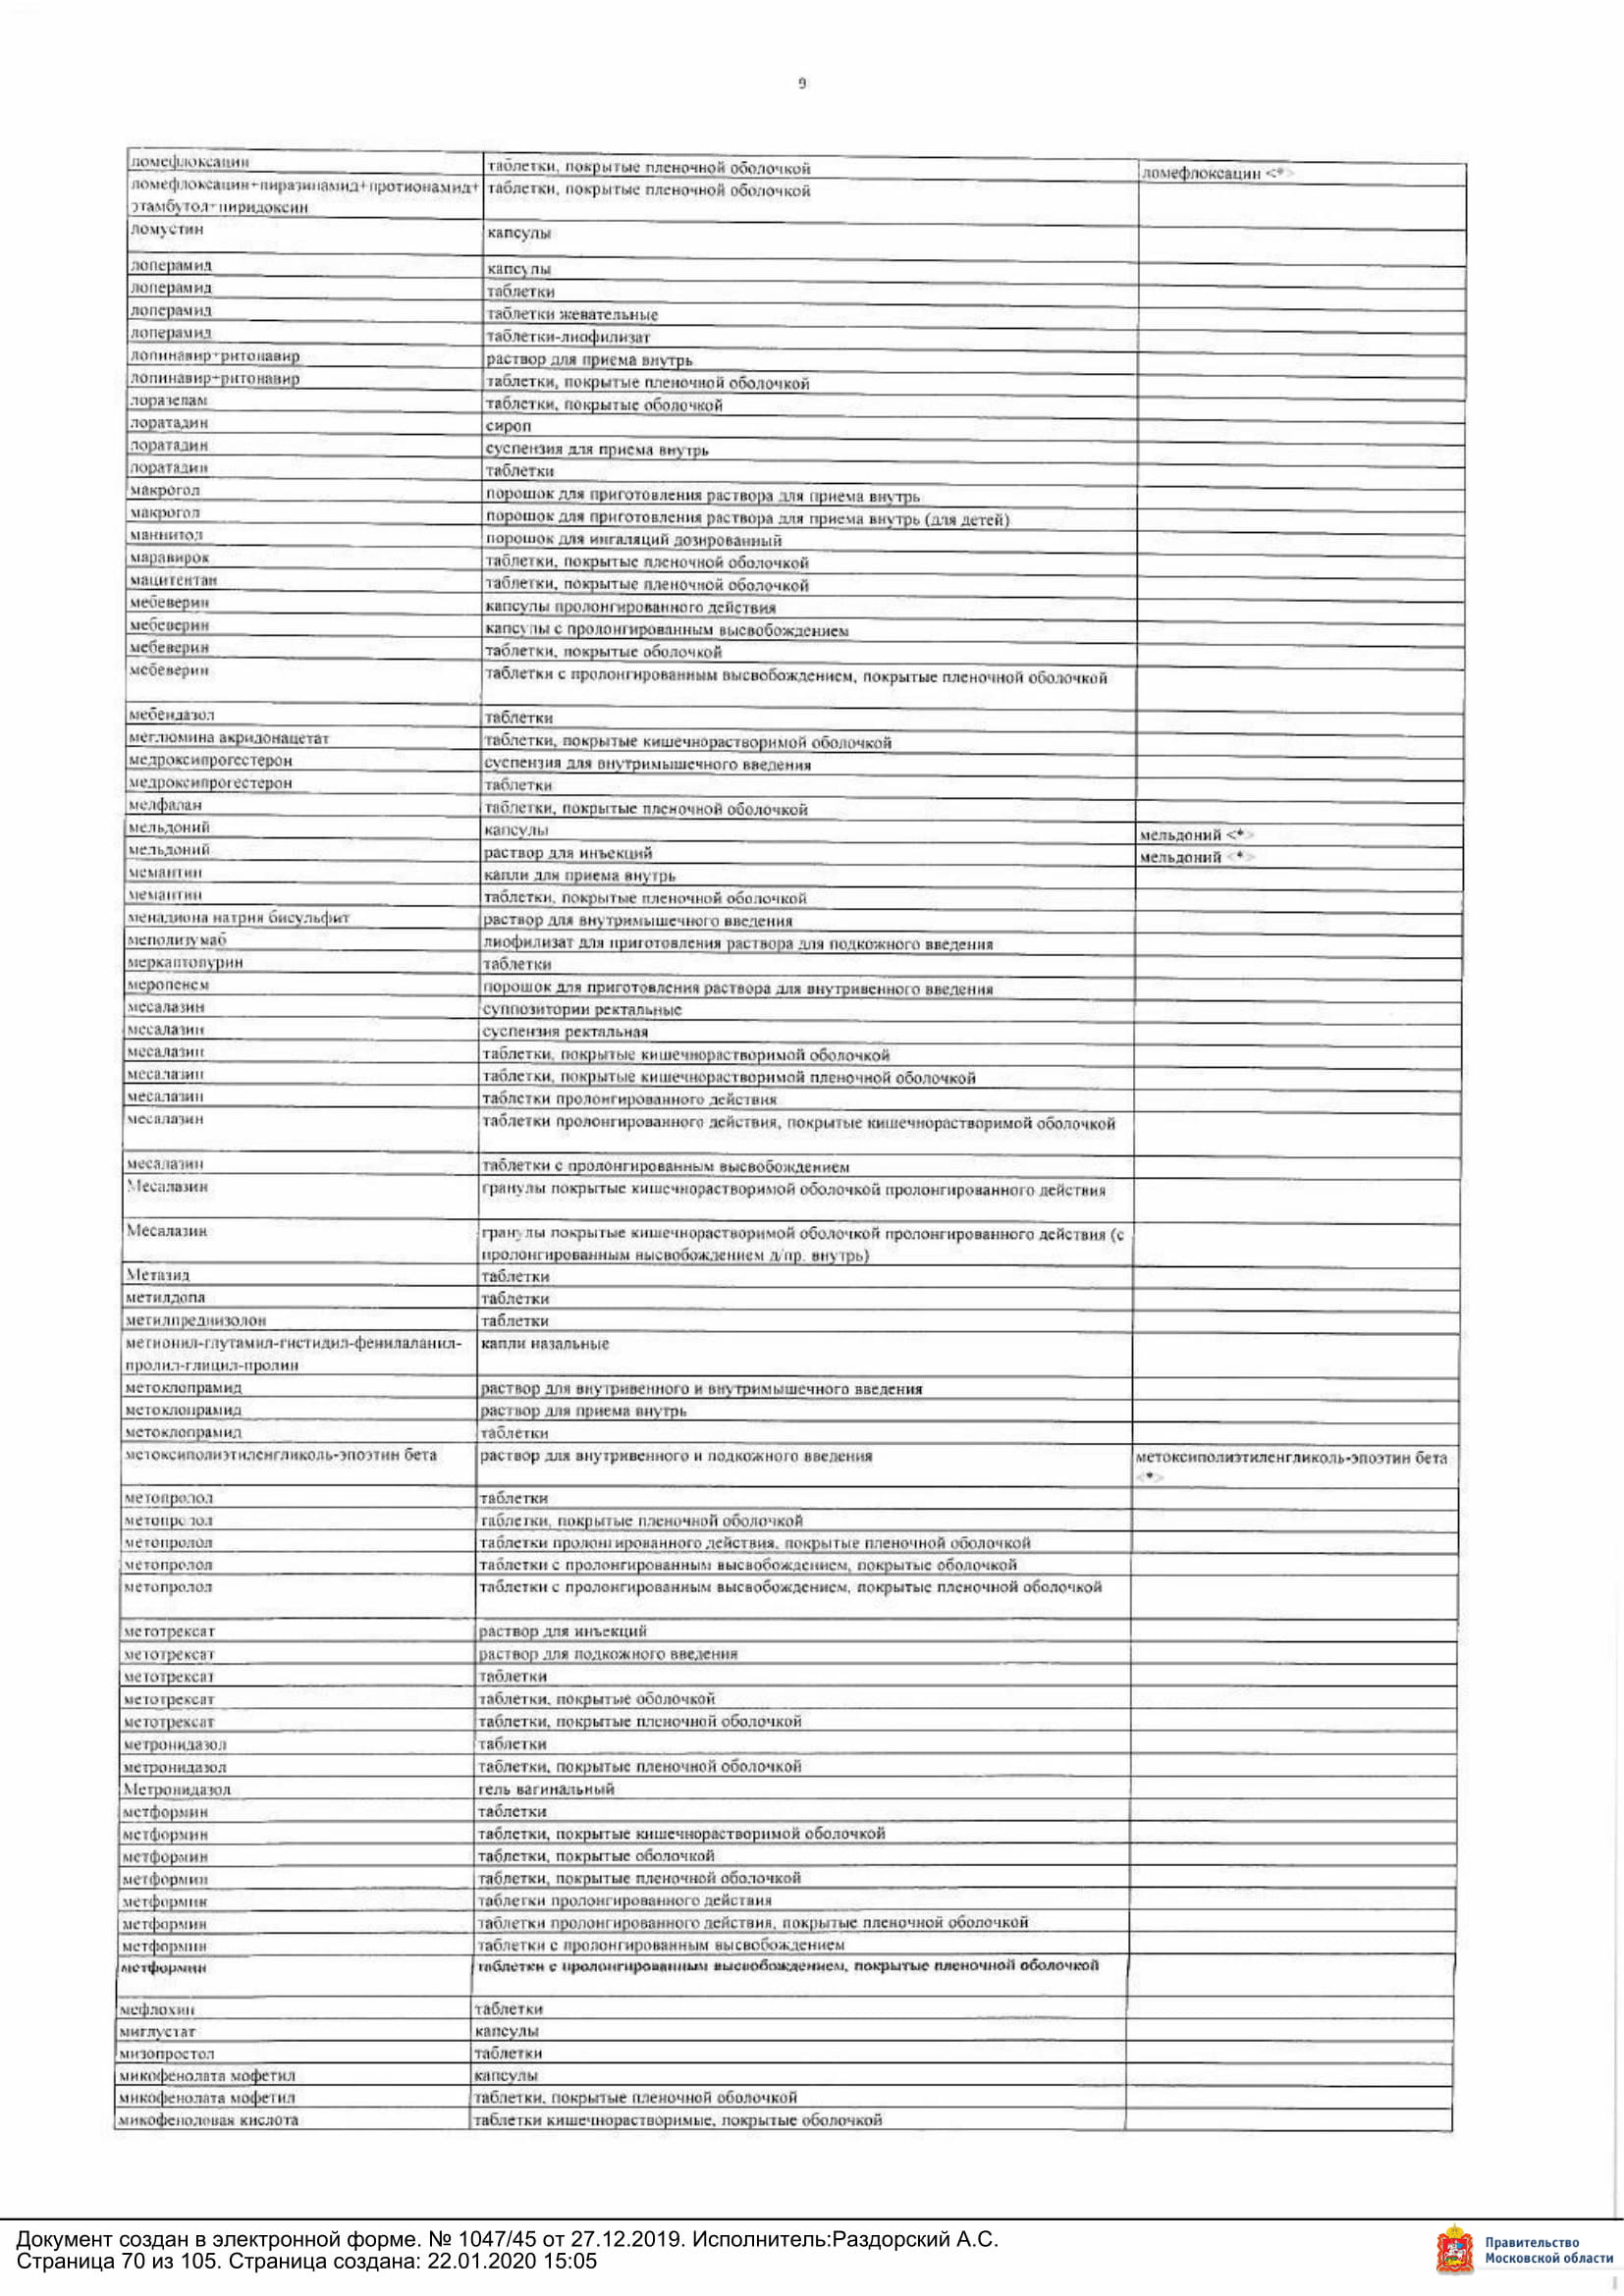 9
ломефлоксацин таблетки, покрытые пленочной оболочкой ломефлоксацин <*>
ломефлоксацин+пиразинамид+протионамид+ таблетки, покрытые пленочной оболочкой
этамбутол+пиридоксин
ломустин капсулы
лоперамид капсулы
лоперамид таблетки
лоперамид таблетки жевательные
лоперамид таблетки-лиофилизат
лопинавир+ритонавир раствор для приема внутрь
лопинавир+ритонавир таблетки, покрытые пленочной оболочкой
лоразепам таблетки, покрытые оболочкой
лоратадин сироп
лоратадин суспензия для приема внутрь
лоратадин таблетки
макрогол порошок для приготовления раствора для приема внутрь
макрогол порошок для приготовления раствора для приема внутрь (для детей)
маннитол порошок для ингаляций дозированный
маравирок таблетки, покрытые пленочной оболочкой
мацитентан таблетки, покрытые пленочной оболочкой
мебеверин капсулы пролонгированного действия
мебеверин капсулы с пролонгированным высвобождением
мебеверин таблетки, покрытые оболочкой
мебеверин таблетки с пролонгированным высвобождением, покрытые пленочной оболочкой
мебендазол таблетки
меглюмина акридонацетат таблетки, покрытые кишечнорастворимой оболочкой
медроксипрогестерон суспензия для внутримышечного введения
медроксипрогестерон таблетки
мелфалан таблетки, покрытые пленочной оболочкой
мельдоний капсулы мельдоний <*>
мельдоний раствор для инъекций мельдоний <*>
мемантин капли для приема внутрь
мемантин таблетки, покрытые пленочной оболочкой
менадиона натрия бисульфит раствор для внутримышечного введения
меполизумаб лиофилизат для приготовления раствора для подкожного введения
меркаптопурин таблетки
меропенем порошок для приготовления раствора для внутривенного введения
месалазин суппозитории ректальные
месалазин суспензия ректальная
месалазин таблетки, покрытые кишечнорастворимой оболочкой
месалазин таблетки, покрытые кишечнорастворимой пленочной оболочкой
месалазин таблетки пролонгированного действия
месалазин таблетки пролонгированного действия, покрытые кишечнорастворимой оболочкой
месалазин таблетки с пролонгированным высвобождением
Месалазин гранулы покрытые кишечнорастворимой оболочкой пролонгированного действия
Месалазин гранулы покрытые кишечнорастворимой оболочкой пролонгированного действия (с
пролонгированным высвобождением д/пр. внутрь)
Метазид таблетки
метилдопа таблетки
метилпреднизолон таблетки
метионил-глутамил-гистидил-фенилаланил- капли назальные
пролил-глицил-пролин
метоклопрамид раствор для внутривенного и внутримышечного введения
метоклопрамид раствор для приема внутрь
метоклопрамид таблетки
метоксиполиэтиленгликоль-эпоэтин бета раствор для внутривенного и подкожного введения метоксиполиэтиленгликоль-эпоэтин бета
<*>
метопролол таблетки
метопролол таблетки, покрытые пленочной оболочкой
метопролол таблетки пролонгированного действия, покрытые пленочной оболочкой
метопролол таблетки с пролонгированным высвобождением, покрытые оболочкой
метопролол таблетки с пролонгированным высвобождением, покрытые пленочной оболочкой
метотрексат раствор для инъекций
метотрексат раствор для подкожного введения
метотрексат таблетки
метотрексат таблетки, покрытые оболочкой
метотрексат таблетки, покрытые пленочной оболочкой
метронидазол таблетки
метронидазол таблетки, покрытые пленочной оболочкой
Метронидазол гель вагинальный
метформин таблетки
метформин таблетки, покрытые кишечнорастворимой оболочкой
метформин таблетки, покрытые оболочкой
метформин таблетки, покрытые пленочной оболочкой
метформин таблетки пролонгированного действия
метформин таблетки пролонгированного действия, покрытые пленочной оболочкой
метформин таблетки с пролонгированным высвобождением
метформин таблетки с пролонгированным высвобождением, покрытые пленочной оболочкой
мефлохин таблетки
миглустат капсулы
мизопростол таблетки
микофенолата мофетил капсулы
микофенолата мофетил таблетки, покрытые пленочной оболочкой
микофеноловая кислота таблетки кишечнорастворимые, покрытые оболочкой
Документ создан в электронной форме. № 1047/45 от 27.12.2019. Исполнитель:Раздорский А.С.
Страница 70 из 105. Страница создана: 22.01.2020 15:05
Правительство
Московской области